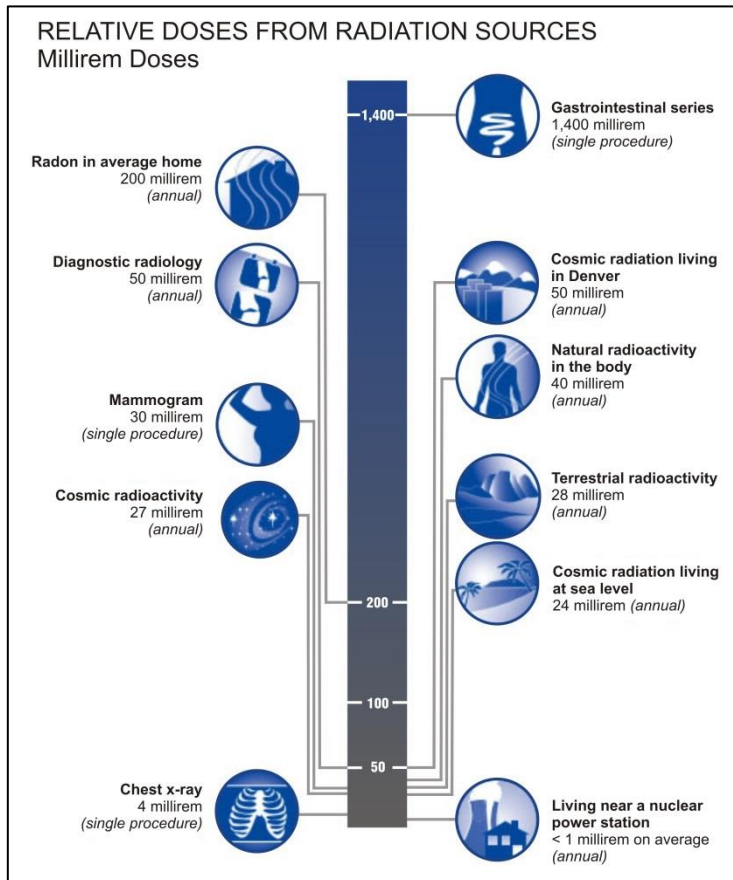 RELATIVE DOSES FROM RADIATION SOURCES
Millirem Doses
1,400
Gastrointestinal series
1,400 millirem
(single procedure)
Radon in average home
200 millirem
(annual)
Diagnostic radiology
50 millirem
(annual)
Cosmic radiation living
in Denver
50 millirem
(annual)
Natural radioactivity
in the body
40 millirem
(annual)
Mammogram
30 millirem
(single procedure)
Cosmic radioactivity
27 millirem
(annual)
Terrestrial radioactivity
28 millirem
(annual)
Cosmic radiation living
at sea level
24 millirem (annual)
200
100
50
Chest x-ray
4 millirem
(single procedure)
Living near a nuclear
power station
< 1 millirem on average
(annual)